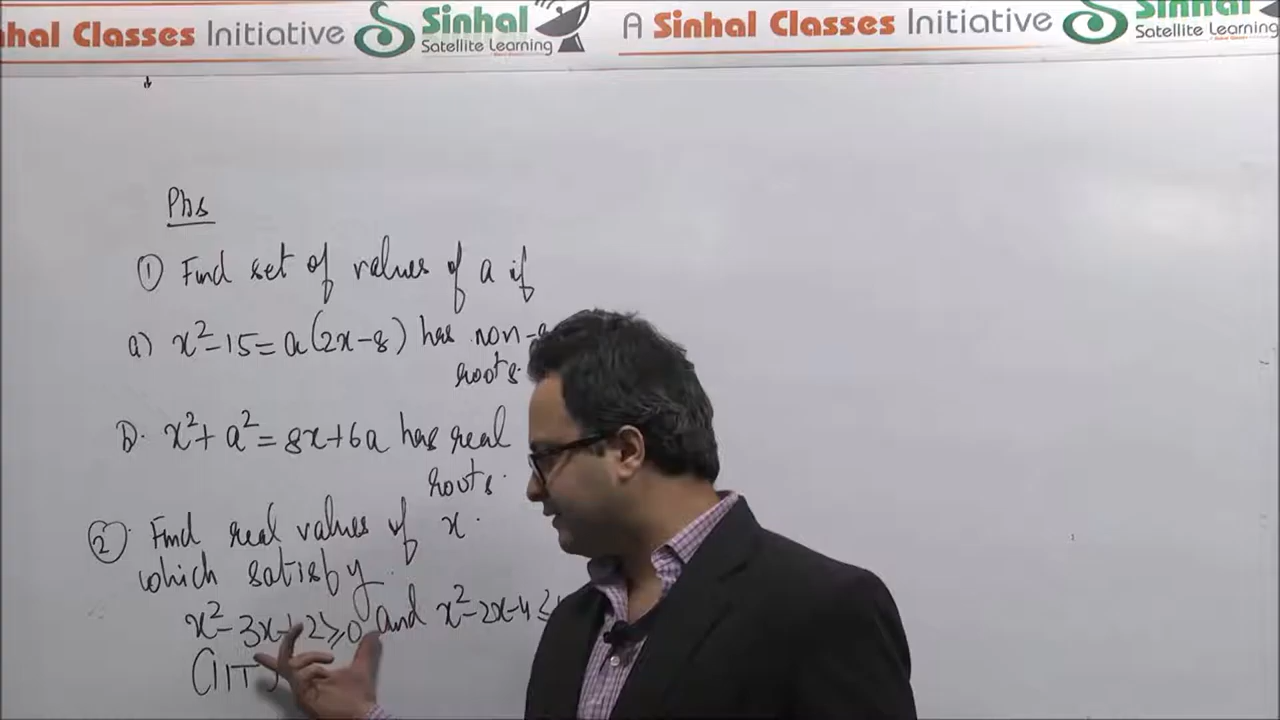 hal Classes Initiative Sinhal Satellite Learning A Sinhal Classes Initiative Sinhal Satellite Learning
Pbs
① Find set of values of a if
a) x²-15=a(2x-8) has non-
roots.
b. x²+a²=8x+6a has real
roots.
② Find real values of x.
which satisfy
x²-3x+2≥0 and x²-2x-4≤
(IIT)